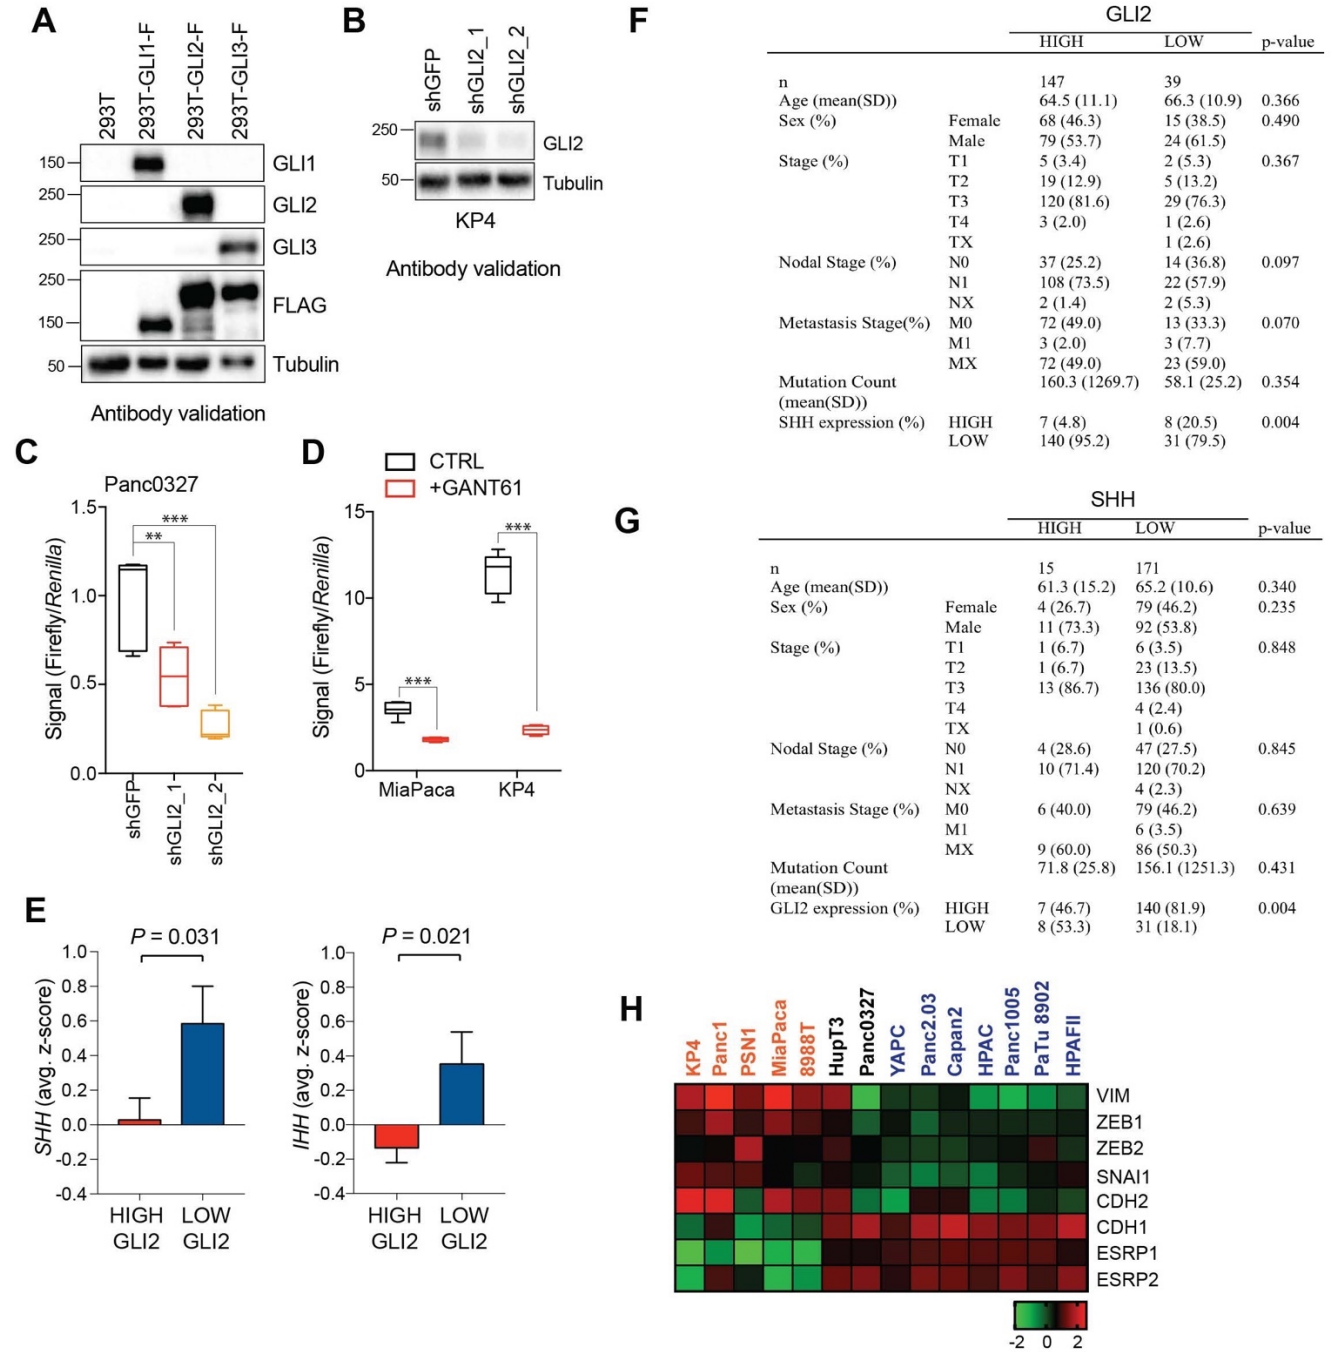 A
293T
293T-GLI1-F
293T-GLI2-F
293T-GLI3-F
150
GLI1
250
GLI2
250
GLI3
250
FLAG
150
50
Tubulin
Antibody validation
B
shGFP
shGLI2_1
shGLI2_2
250
GLI2
50
Tubulin
KP4
Antibody validation
C
Panc0327
Signal (Firefly/Renilla)
1.5
1.0
0.5
0.0
***
**
shGFP
shGLI2_1
shGLI2_2
D
CTRL
+GANT61
Signal (Firefly/Renilla)
15
10
5
0
***
***
MiaPaca
KP4
E
P = 0.031
SHH (avg. z-score)
1.0
0.8
0.6
0.4
0.2
0.0
-0.2
-0.4
HIGH GLI2
LOW GLI2
P = 0.021
IHH (avg. z-score)
1.0
0.8
0.6
0.4
0.2
0.0
-0.2
-0.4
HIGH GLI2
LOW GLI2
F
GLI2
HIGH LOW p-value
n 147 39
Age (mean(SD)) 64.5 (11.1) 66.3 (10.9) 0.366
Sex (%) Female 68 (46.3) 15 (38.5) 0.490
Male 79 (53.7) 24 (61.5)
Stage (%) T1 5 (3.4) 2 (5.3) 0.367
T2 19 (12.9) 5 (13.2)
T3 120 (81.6) 29 (76.3)
T4 3 (2.0) 1 (2.6)
TX 1 (2.6)
Nodal Stage (%) N0 37 (25.2) 14 (36.8) 0.097
N1 108 (73.5) 22 (57.9)
NX 2 (1.4) 2 (5.3)
Metastasis Stage(%) M0 72 (49.0) 13 (33.3) 0.070
M1 3 (2.0) 3 (7.7)
MX 72 (49.0) 23 (59.0)
Mutation Count 160.3 (1269.7) 58.1 (25.2) 0.354
(mean(SD))
SHH expression (%) HIGH 7 (4.8) 8 (20.5) 0.004
LOW 140 (95.2) 31 (79.5)
G
SHH
HIGH LOW p-value
n 15 171
Age (mean(SD)) 61.3 (15.2) 65.2 (10.6) 0.340
Sex (%) Female 4 (26.7) 79 (46.2) 0.235
Male 11 (73.3) 92 (53.8)
Stage (%) T1 1 (6.7) 6 (3.5) 0.848
T2 1 (6.7) 23 (13.5)
T3 13 (86.7) 136 (80.0)
T4 4 (2.4)
TX 1 (0.6)
Nodal Stage (%) N0 4 (28.6) 47 (27.5) 0.845
N1 10 (71.4) 120 (70.2)
NX 4 (2.3)
Metastasis Stage (%) M0 6 (40.0) 79 (46.2) 0.639
M1 6 (3.5)
MX 9 (60.0) 86 (50.3)
Mutation Count 71.8 (25.8) 156.1 (1251.3) 0.431
(mean(SD))
GLI2 expression (%) HIGH 7 (46.7) 140 (81.9) 0.004
LOW 8 (53.3) 31 (18.1)
H
KP4
Panc1
PSN1
MiaPaca
8988T
HupT3
Panc0327
YAPC
Panc2.03
Capan2
HPAC
Panc1005
PaTu 8902
HPAFII
VIM
ZEB1
ZEB2
SNAI1
CDH2
CDH1
ESRP1
ESRP2
-2 0 2